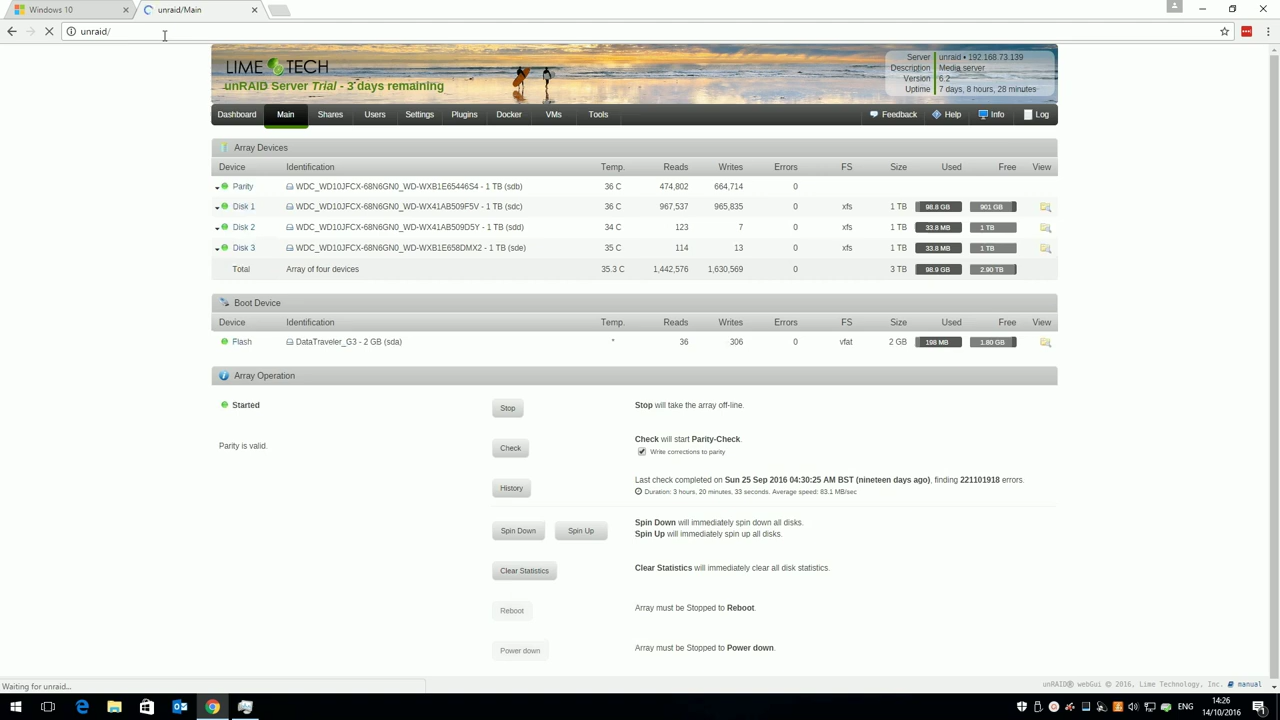 Windows 10
unraid/Main
unraid/
LIME TECH
unRAID Server Trial - 3 days remaining
Server unraid • 192.168.73.139
Description Media server
Version 6.2
Uptime 7 days, 8 hours, 28 minutes
Dashboard Main Shares Users Settings Plugins Docker VMs Tools Feedback Help Info Log
Array Devices
Device Identification Temp. Reads Writes Errors FS Size Used Free View
Parity WDC_WD10JFCX-68N6GN0_WD-WXB1E65446S4 - 1 TB (sdb) 36 C 474,802 664,714 0
Disk 1 WDC_WD10JFCX-68N6GN0_WD-WX41AB509F5V - 1 TB (sdc) 36 C 967,537 965,835 0 xfs 1 TB 98.8 GB 901 GB
Disk 2 WDC_WD10JFCX-68N6GN0_WD-WX41AB509D5Y - 1 TB (sdd) 34 C 123 7 0 xfs 1 TB 33.8 MB 1 TB
Disk 3 WDC_WD10JFCX-68N6GN0_WD-WXB1E658DMX2 - 1 TB (sde) 35 C 114 13 0 xfs 1 TB 33.8 MB 1 TB
Total Array of four devices 35.3 C 1,442,576 1,630,569 0 3 TB 98.9 GB 2.90 TB
Boot Device
Device Identification Temp. Reads Writes Errors FS Size Used Free View
Flash DataTraveler_G3 - 2 GB (sda) * 36 306 0 vfat 2 GB 198 MB 1.80 GB
Array Operation
Started Stop Stop will take the array off-line.
Parity is valid. Check Check will start Parity-Check.
Write corrections to parity
History Last check completed on Sun 25 Sep 2016 04:30:25 AM BST (nineteen days ago), finding 221101918 errors.
Duration: 3 hours, 20 minutes, 33 seconds. Average speed: 83.1 MB/sec
Spin Down Spin Up Spin Down will immediately spin down all disks.
Spin Up will immediately spin up all disks.
Clear Statistics Clear Statistics will immediately clear all disk statistics.
Reboot Array must be Stopped to Reboot.
Power down Array must be Stopped to Power down.
Waiting for unraid...
unRAID® webGui © 2016, Lime Technology, Inc. manual
ENG
14:26
14/10/2016